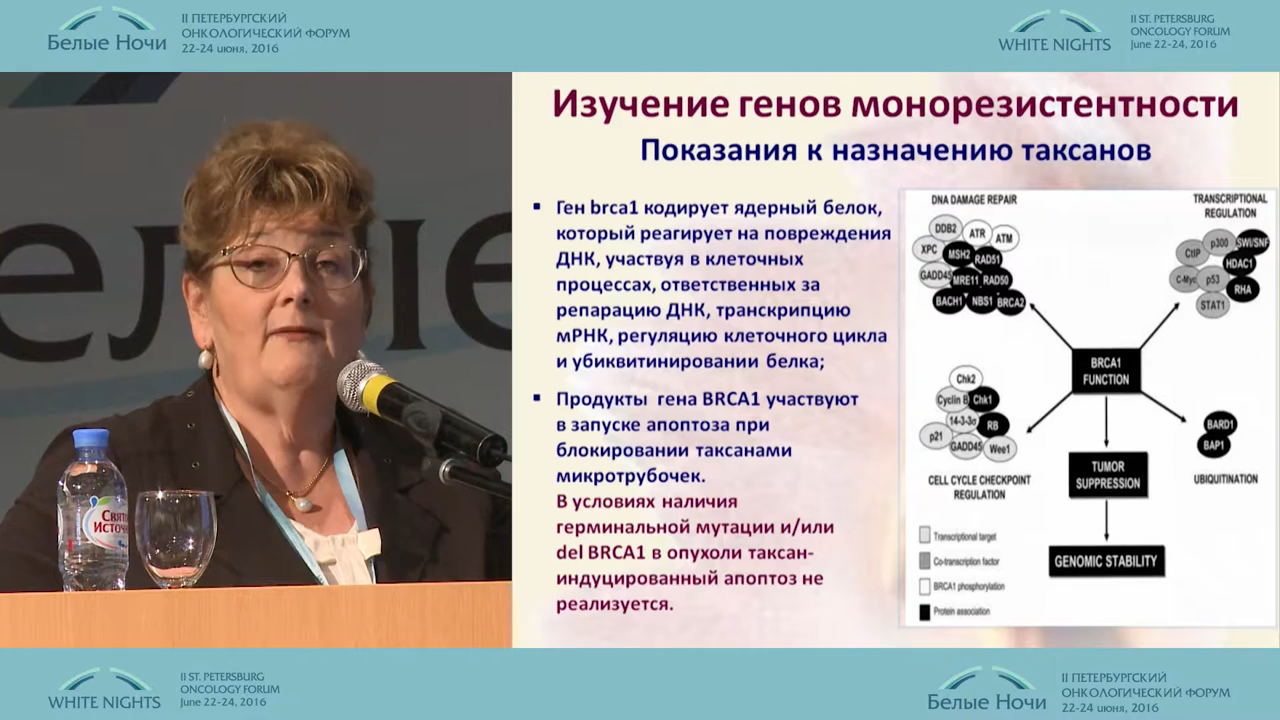 II ПЕТЕРБУРГСКИЙ
ОНКОЛОГИЧЕСКИЙ ФОРУМ
22-24 июня, 2016
Белые Ночи
II ST. PETERSBURG
ONCOLOGY FORUM
June 22-24, 2016
WHITE NIGHTS
елые
Святой
Источник
Изучение генов монорезистентности
Показания к назначению таксанов
▪ Ген brca1 кодирует ядерный белок,
который реагирует на повреждения
ДНК, участвуя в клеточных
процессах, ответственных за
репарацию ДНК, транскрипцию
мРНК, регуляцию клеточного цикла
и убиквитинировании белка;
▪ Продукты гена BRCA1 участвуют
в запуске апоптоза при
блокировании таксанами
микротрубочек.
В условиях наличия
герминальной мутации и/или
del BRCA1 в опухоли таксан-
индуцированный апоптоз не
реализуется.
DNA DAMAGE REPAIR
DDB2 ATR ATM
XPC MSH2 RAD51
GADD45 MRE11 RAD50
BACH1 NBS1 BRCA2
TRANSCRIPTIONAL
REGULATION
CtIP p300 SWI/SNF
HDAC1
C-Myc p53 RHA
STAT1
BRCA1
FUNCTION
Chk2
Cyclin B Chk1
14-3-3σ RB
p21 GADD45 Wee1
CELL CYCLE CHECKPOINT
REGULATION
BARD1
BAP1
UBIQUITINATION
TUMOR
SUPPRESSION
GENOMIC STABILITY
Transcriptional target
Co-transcription factor
BRCA1 phosphorylation
Protein association
WHITE NIGHTS
II ST. PETERSBURG
ONCOLOGY FORUM
June 22-24, 2016
Белые Ночи
II ПЕТЕРБУРГСКИЙ
ОНКОЛОГИЧЕСКИЙ ФОРУМ
22-24 июня, 2016